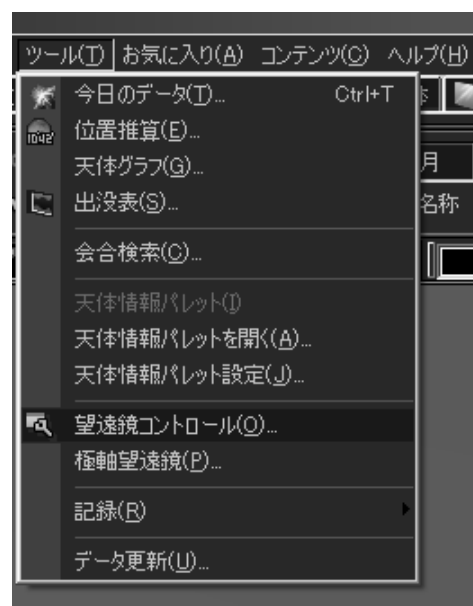 ツール(T) お気に入り(A) コンテンツ(C) ヘルプ(H)
今日のデータ(T)... Ctrl+T
位置推算(E)...
天体グラフ(G)...
月
出没表(S)...
名称
会合検索(C)...
天体情報パレット(I)
天体情報パレットを開く(A)...
天体情報パレット設定(J)...
望遠鏡コントロール(O)...
極軸望遠鏡(P)...
記録(R)
データ更新(U)...